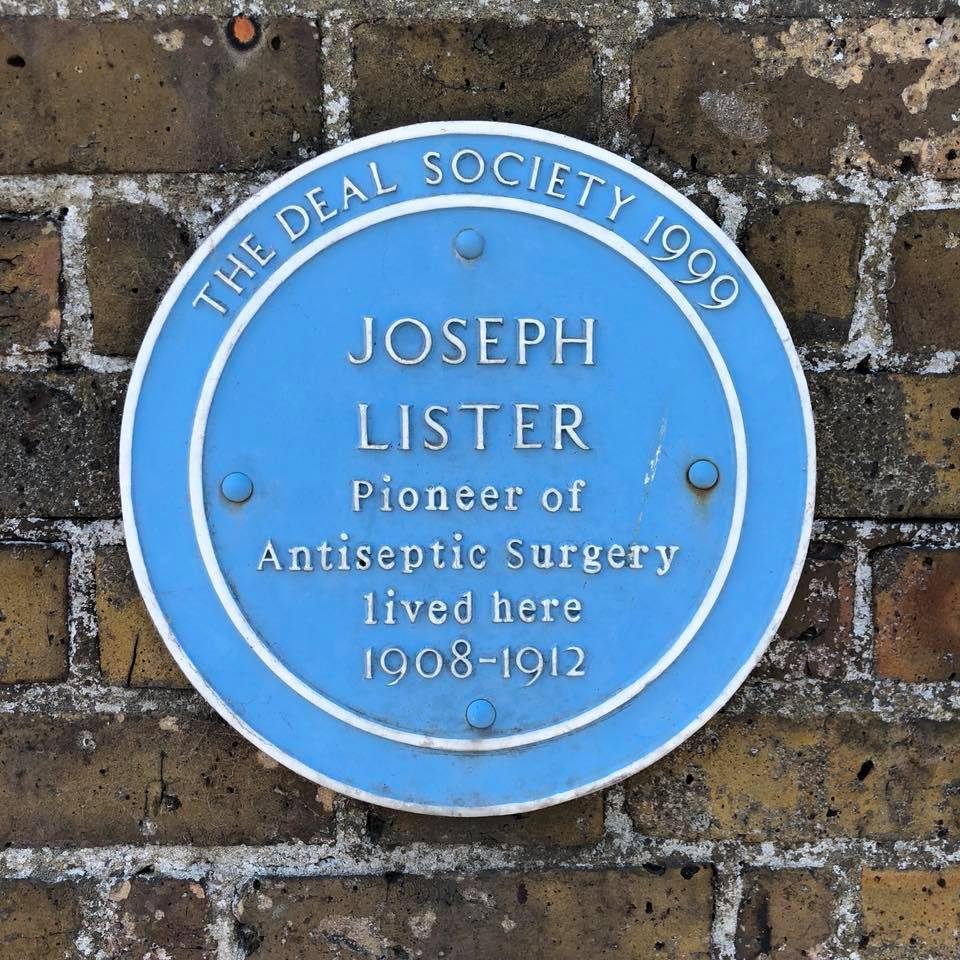 THE DEAL SOCIETY 1999
JOSEPH
LISTER
Pioneer of
Antiseptic Surgery
lived here
1908-1912